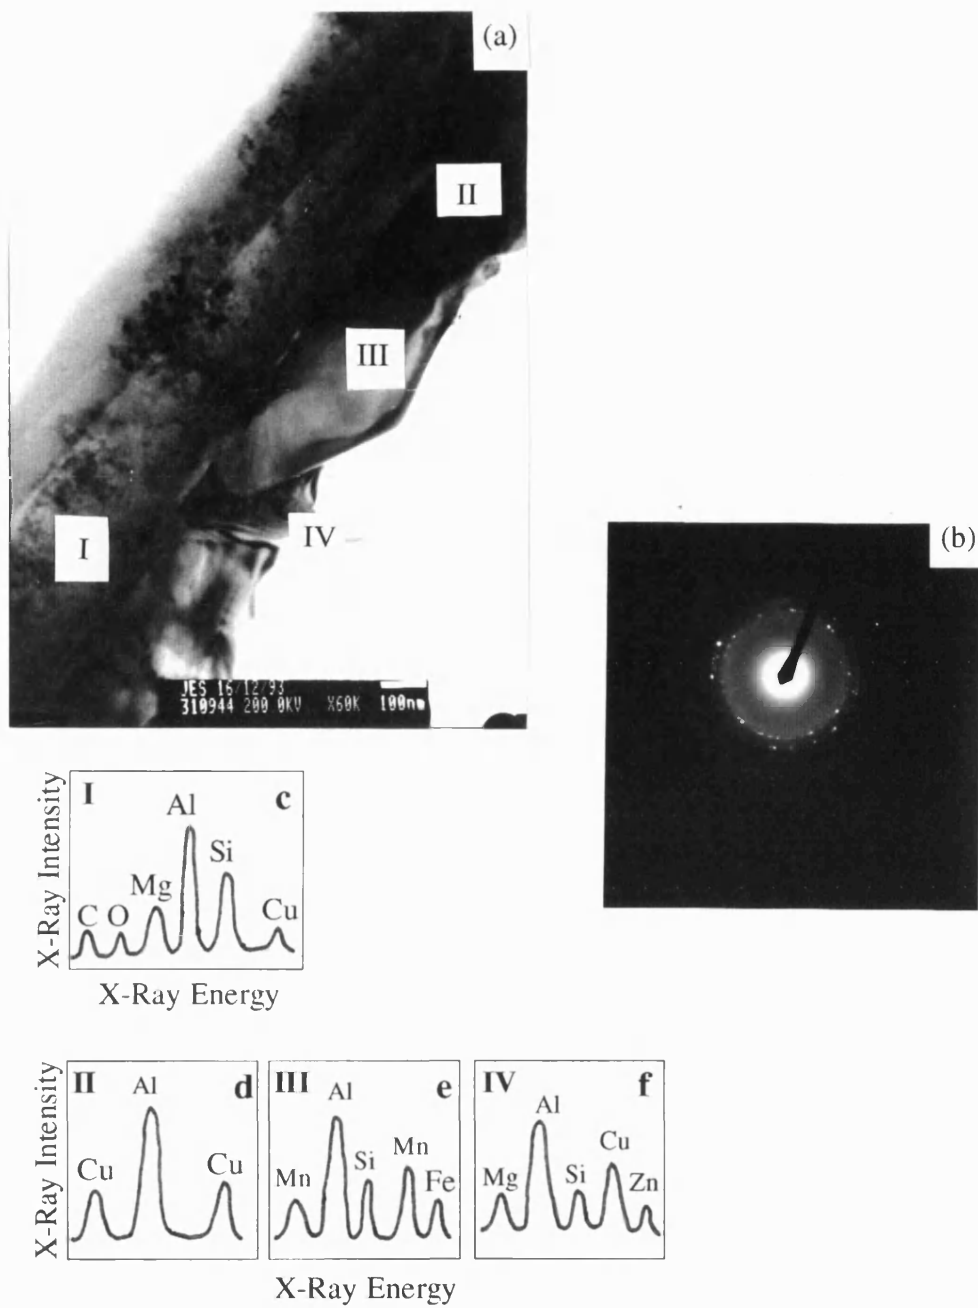 (a)
II
III
I
IV
JES 16/12/93
310944 200.0KV X60K 100nm
(b)
I c
Al
Si
Mg
C O
Cu
X-Ray Intensity
X-Ray Energy
II d
Al
Cu
Cu
III e
Al
Mn
Si
Mn
Fe
IV f
Al
Cu
Mg
Si
Zn
X-Ray Intensity
X-Ray Energy